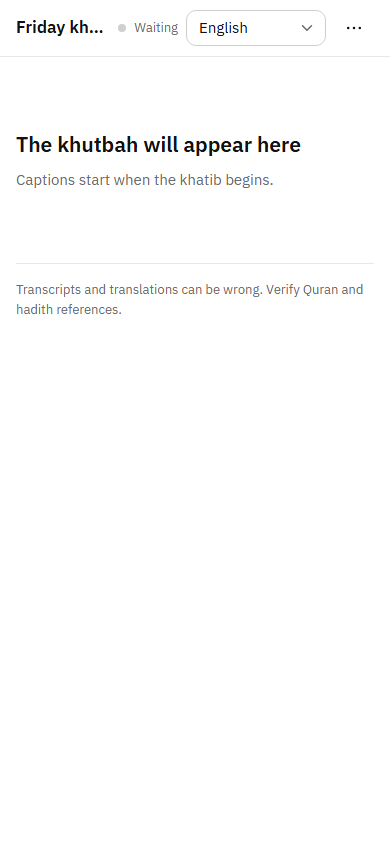 Friday kh... Waiting English
The khutbah will appear here
Captions start when the khatib begins.
Transcripts and translations can be wrong. Verify Quran and
hadith references.